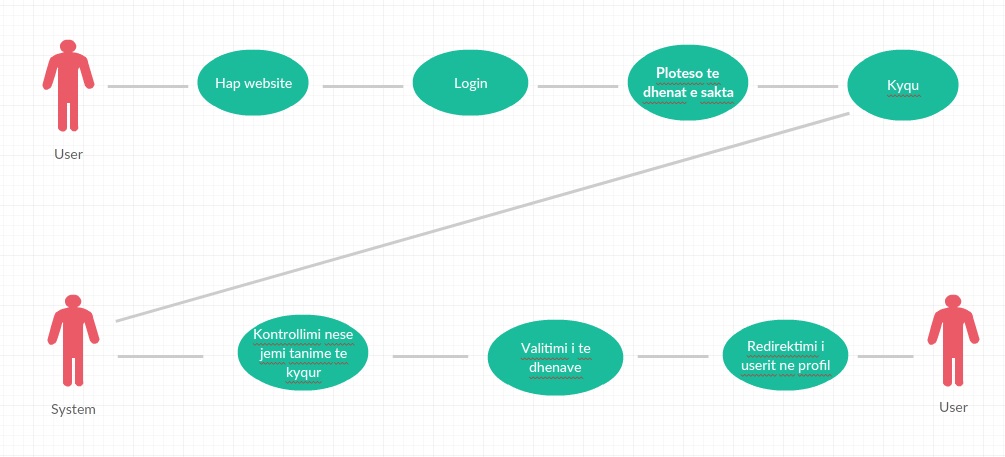 Hap website
Login
Ploteso te
dhenat e sakta
Kyqu
User
Kontrollimi nese
jemi tanime te
kyqur
Valitimi i te
dhenave
Redirektimi i
userit ne profil
System
User